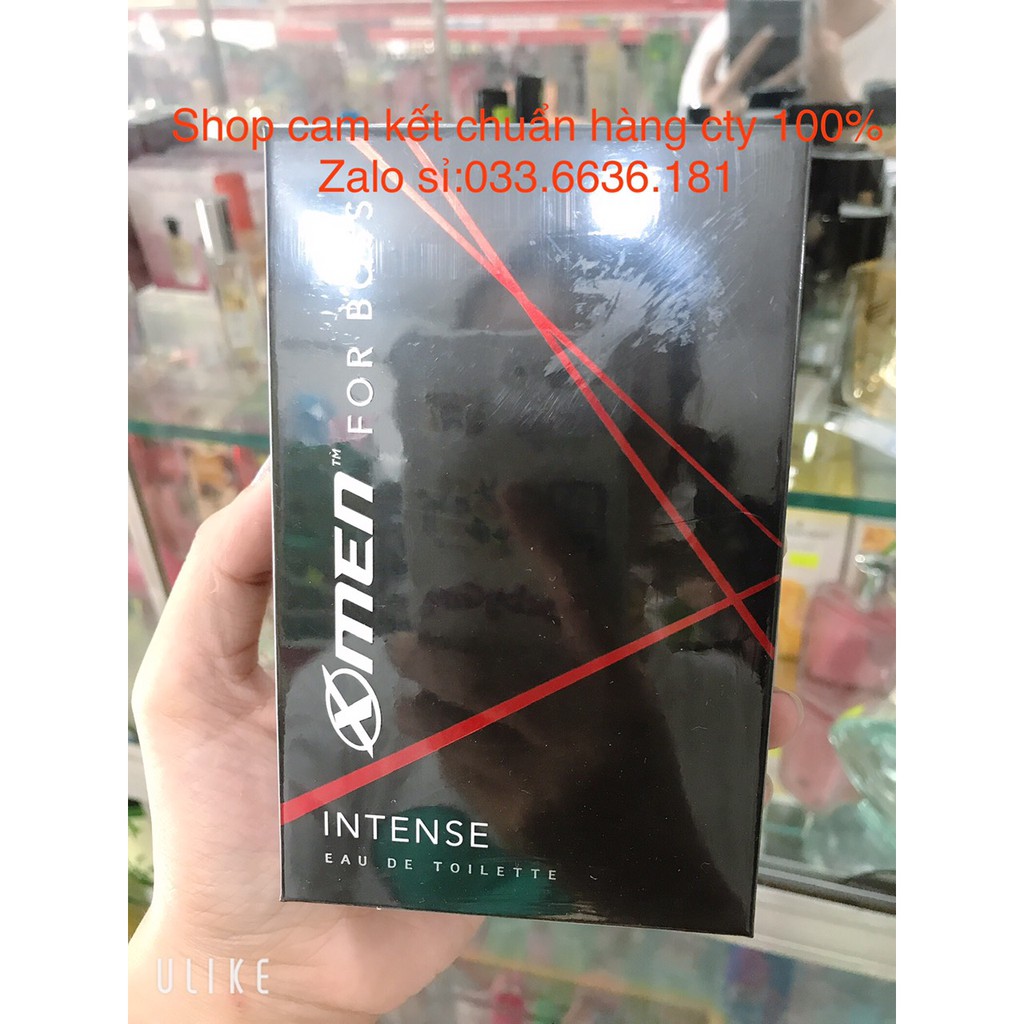 Shop cam kết chuẩn hàng cty 100%
Zalo sỉ:033.6636.181
XMEN™ FOR BOSS
INTENSE
EAU DE TOILETTE
ULIKE